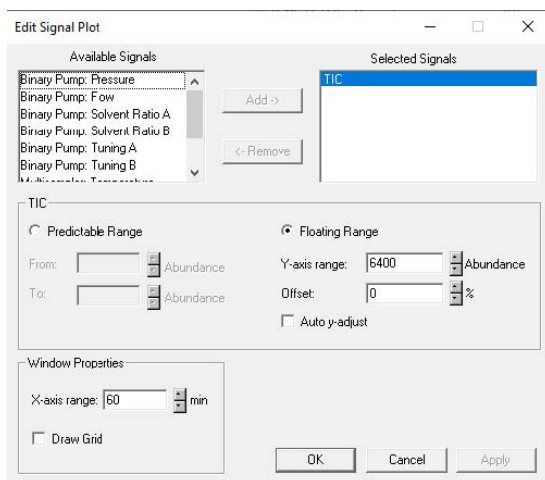 Edit Signal Plot
Available Signals
Selected Signals
Binary Pump: Pressure
Binary Pump: Flow
Binary Pump: Solvent Ratio A
Binary Pump: Solvent Ratio B
Binary Pump: Tuning A
Binary Pump: Tuning B
Multisampler: Temperature
Add ->
<- Remove
TIC
TIC
Predictable Range
From: Abundance
To: Abundance
Floating Range
Y-axis range: 6400 Abundance
Offset: 0 %
Auto y-adjust
Window Properties
X-axis range: 60 min
Draw Grid
OK Cancel Apply